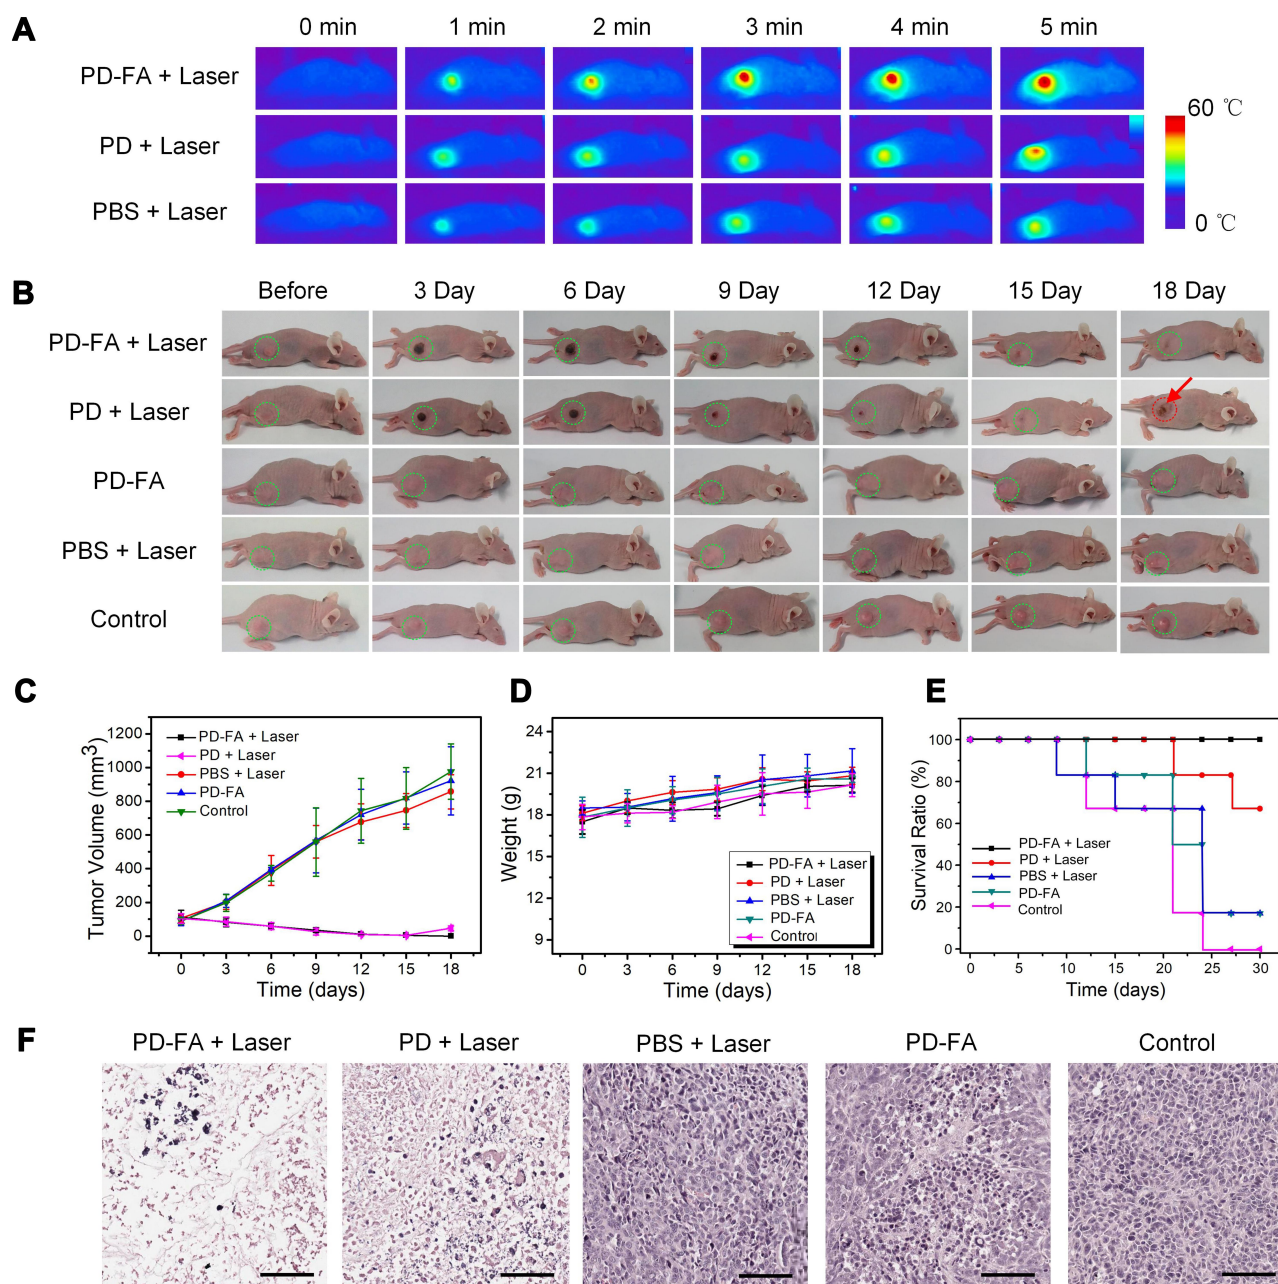 A
0 min 1 min 2 min 3 min 4 min 5 min
PD-FA + Laser
PD + Laser
PBS + Laser
60 ℃
0 ℃
B
Before 3 Day 6 Day 9 Day 12 Day 15 Day 18 Day
PD-FA + Laser
PD + Laser
PD-FA
PBS + Laser
Control
C
Tumor Volume (mm3)
1200
1000
800
600
400
200
0
PD-FA + Laser
PD + Laser
PBS + Laser
PD-FA
Control
0 3 6 9 12 15 18
Time (days)
D
Weight (g)
24
21
18
15
12
9
PD-FA + Laser
PD + Laser
PBS + Laser
PD-FA
Control
0 3 6 9 12 15 18
Time (days)
E
Survival Ratio (%)
100
80
60
40
20
0
PD-FA + Laser
PD + Laser
PBS + Laser
PD-FA
Control
0 5 10 15 20 25 30
Time (days)
F
PD-FA + Laser PD + Laser PBS + Laser PD-FA Control